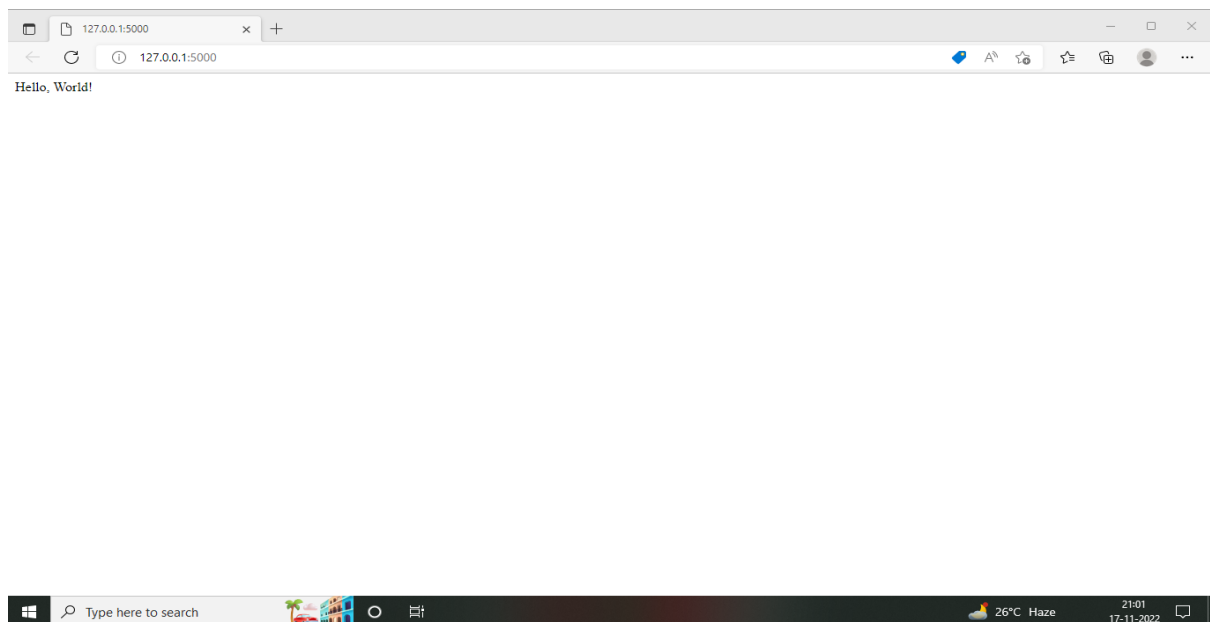 127.0.0.1:5000
127.0.0.1:5000
Hello, World!
Type here to search
26°C Haze
21:01
17-11-2022